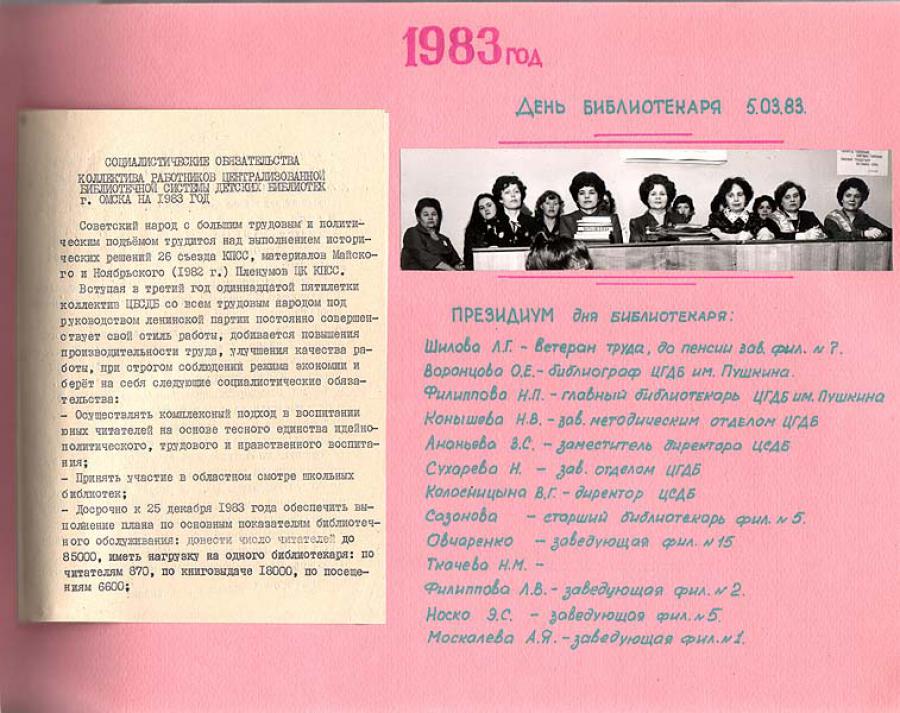 1983 год
День библиотекаря 5.03.83.
СОЦИАЛИСТИЧЕСКИЕ ОБЯЗАТЕЛЬСТВА
КОЛЛЕКТИВА РАБОТНИКОВ ЦЕНТРАЛИЗОВАННОЙ
БИБЛИОТЕЧНОЙ СИСТЕМЫ ДЕТСКИХ БИБЛИОТЕК
г. ОМСКА НА 1983 ГОД
Советский народ с большим трудовым и полити-
ческим подъёмом трудится над выполнением истори-
ческих решений 26 съезда КПСС, материалов Майско-
го и Ноябрьского (1982 г.) Пленумов ЦК КПСС.
Вступая в третий год одиннадцатой пятилетки
коллектив ЦБСДБ со всем трудовым народом под
руководством ленинской партии постоянно совершен-
ствует свой стиль работы, добивается повышения
производительности труда, улучшения качества ра-
боты, при строгом соблюдений режима экономии и
берёт на себя следующие социалистические обяза-
тельства:
- Осуществлять комплексный подход в воспитании
юных читателей на основе тесного единства идейно-
политического, трудового и нравственного воспита-
ния;
- Принять участие в областном смотре школьных
библиотек;
- Досрочно к 25 декабря 1983 года обеспечить вы-
полнение плана по основным показателям библиотеч-
ного обслуживания: довести число читателей до
85000, иметь нагрузку на одного библиотекаря: по
читателям 870, по книговыдаче 18000, по посеще-
ниям 6600;
ПРЕЗИДИУМ дня библиотекаря:
Шилова Л.Г. - ветеран труда, до пенсии зав. фил. № 7.
Воронцова О.Е.- библиограф ЦГДБ им. Пушкина.
Филиппова Н.П. - главный библиотекарь ЦГДБ им. Пушкина
Конышева Н.В. - зав. методическим отделом ЦГДБ
Ананьева З.С. - заместитель директора ЦСДБ
Сухарева Н. - зав. отделом ЦГДБ
Колосницына В.Г. - директор ЦСДБ
Сазонова - старший библиотекарь фил. № 5.
Овчаренко - заведующая фил. № 15
Ткачева Н.М. -
Филиппова Л.В. - заведующая фил. № 2.
Носко Э.С. - заведующая фил. № 5.
Москалева А.Я. - заведующая фил. № 1.